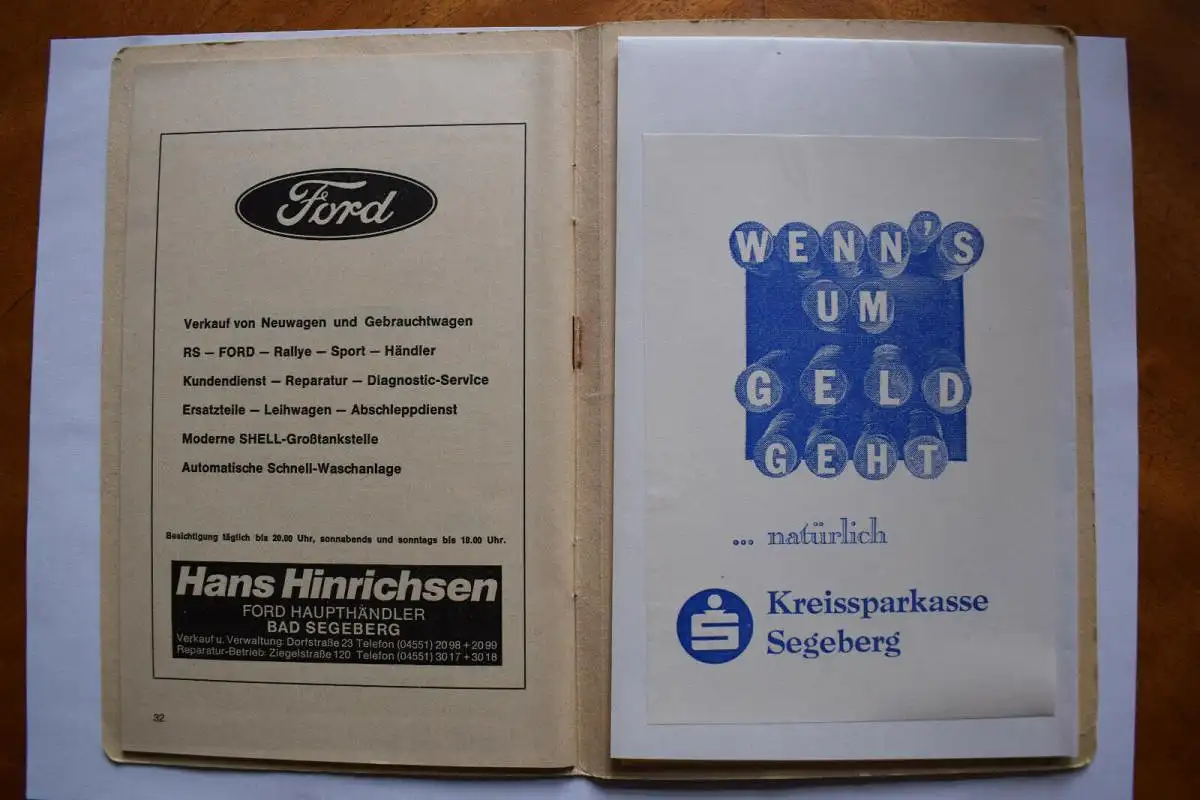 Ford
Verkauf von Neuwagen und Gebrauchtwagen
RS – FORD – Rallye – Sport – Händler
Kundendienst – Reparatur – Diagnostic-Service
Ersatzteile – Leihwagen – Abschleppdienst
Moderne SHELL-Großtankstelle
Automatische Schnell-Waschanlage
Besichtigung täglich bis 20.00 Uhr, sonnabends und sonntags bis 18.00 Uhr.
Hans Hinrichsen
FORD HAUPTHÄNDLER
BAD SEGEBERG
Verkauf u. Verwaltung: Dorfstraße 23 Telefon (04551) 2098 + 2099
Reparatur-Betrieb: Ziegelstraße 120 Telefon (04551) 3017 + 3018
32
WENN'S
UM
GELD
GEHT
... natürlich
Kreissparkasse
Segeberg